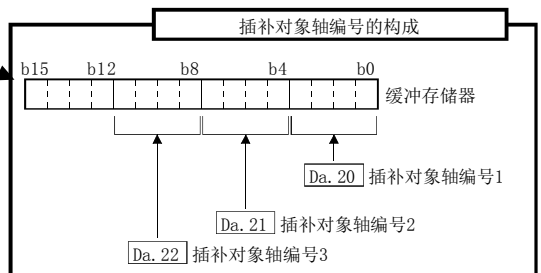 插补对象轴编号的构成
b15 b12 b8 b4 b0
缓冲存储器
Da.20 插补对象轴编号1
Da.21 插补对象轴编号2
Da.22 插补对象轴编号3